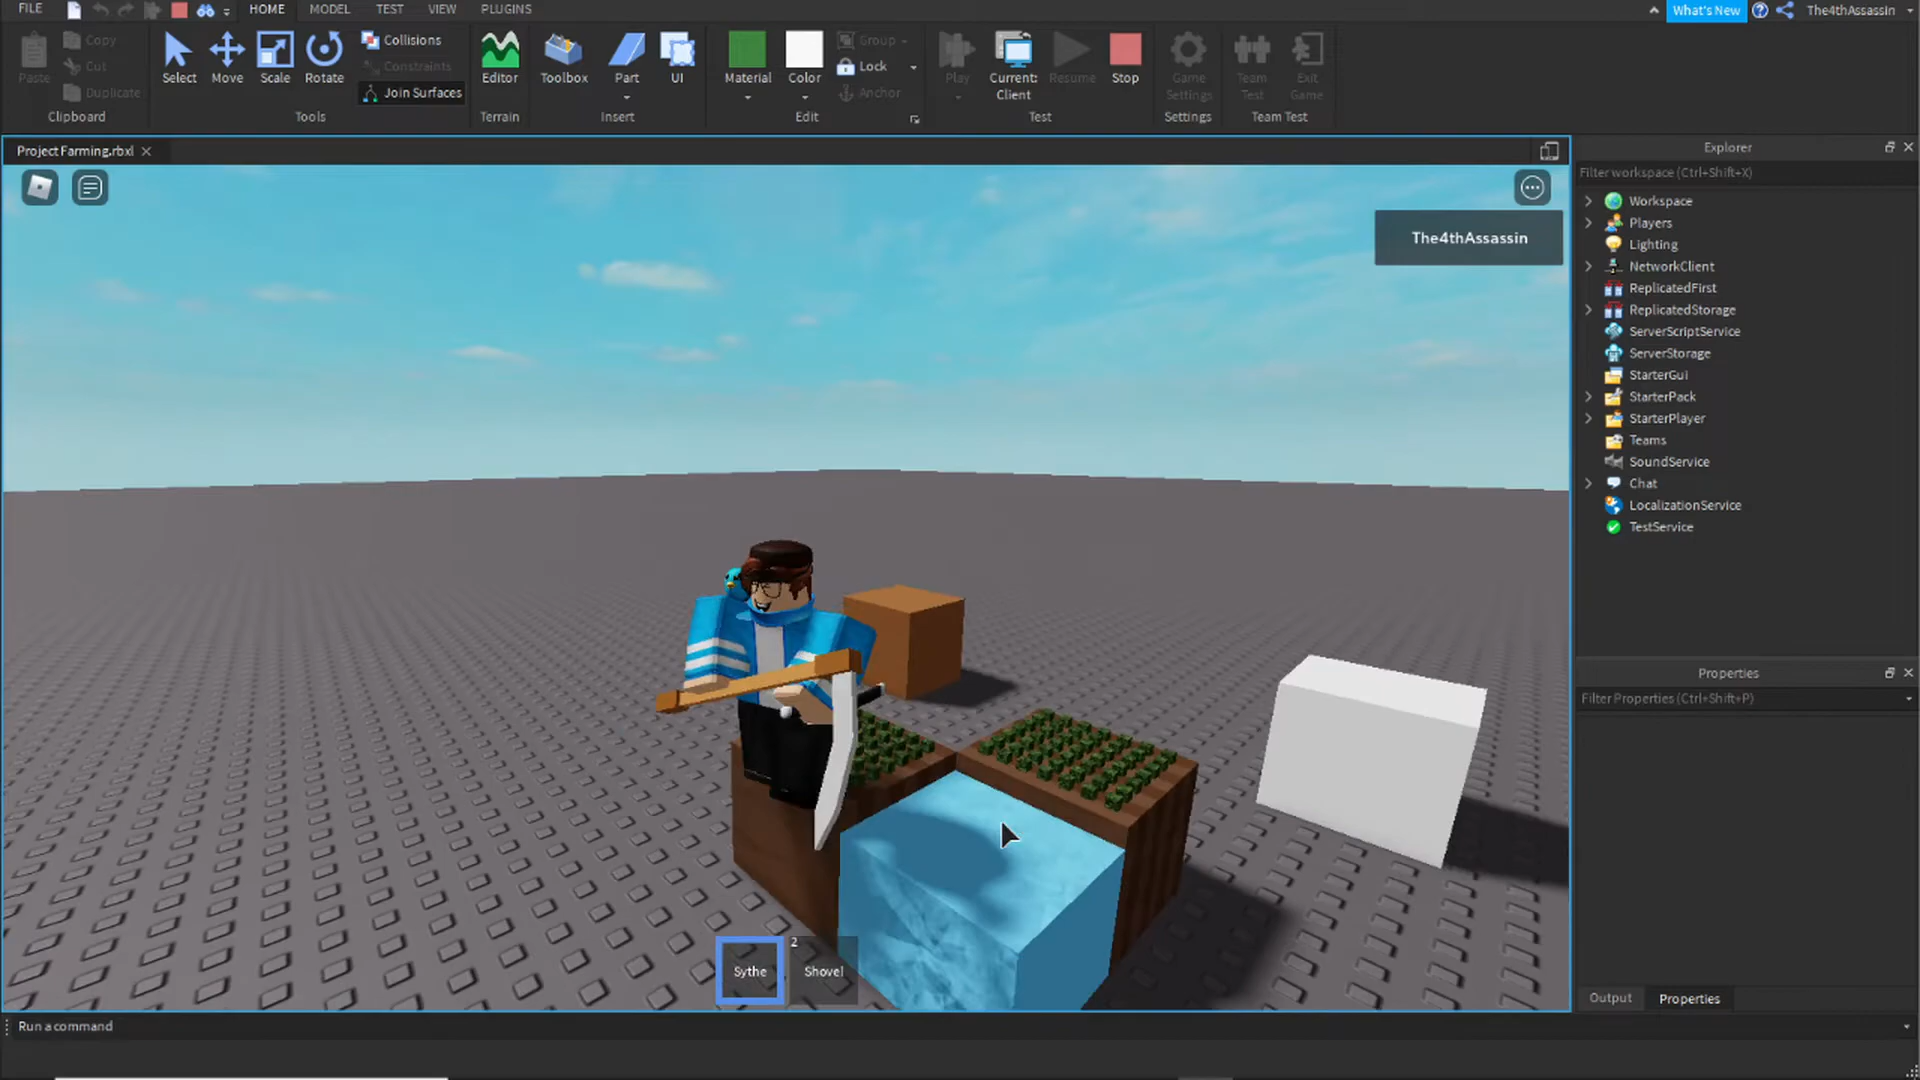 FILE HOME MODEL TEST VIEW PLUGINS What's New The4thAssassin
Paste Copy Cut Duplicate
Clipboard
Select Move Scale Rotate Collisions Constraints Join Surfaces
Tools
Editor
Terrain
Toolbox Part UI
Insert
Material Color Group Lock Anchor
Edit
Play Current: Client Resume Stop
Test
Game Settings
Settings
Team Test Exit Game
Team Test
Project Farming.rbxl
The4thAssassin
Sythe
2
Shovel
Explorer
Filter workspace (Ctrl+Shift+X)
Workspace
Players
Lighting
NetworkClient
ReplicatedFirst
ReplicatedStorage
ServerScriptService
ServerStorage
StarterGui
StarterPack
StarterPlayer
Teams
SoundService
Chat
LocalizationService
TestService
Properties
Filter Properties (Ctrl+Shift+P)
Output Properties
Run a command